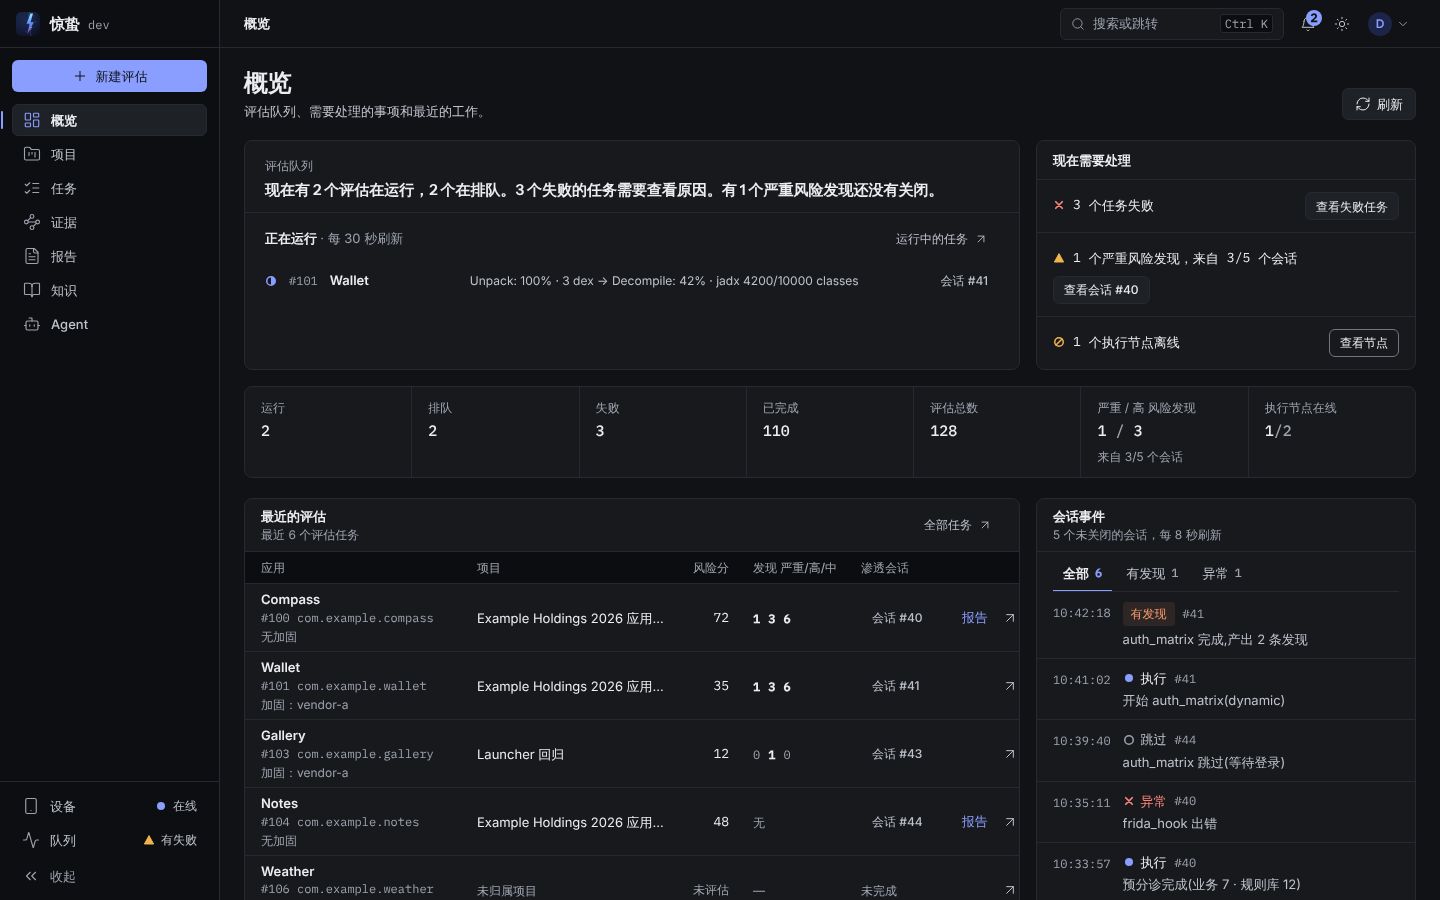 惊蛰 dev
概览
搜索或跳转 Ctrl K
2
D
新建评估
概览
项目
任务
证据
报告
知识
Agent
设备 在线
队列 有失败
收起
概览
评估队列、需要处理的事项和最近的工作。
刷新
评估队列
现在有 2 个评估在运行，2 个在排队。3 个失败的任务需要查看原因。有 1 个严重风险发现还没有关闭。
正在运行 · 每 30 秒刷新 运行中的任务
#101 Wallet Unpack: 100% · 3 dex → Decompile: 42% · jadx 4200/10000 classes 会话 #41
现在需要处理
3 个任务失败 查看失败任务
1 个严重风险发现，来自 3/5 个会话
查看会话 #40
1 个执行节点离线 查看节点
运行 排队 失败 已完成 评估总数 严重 / 高 风险发现 执行节点在线
2 2 3 110 128 1 / 3 1/2
来自 3/5 个会话
最近的评估
最近 6 个评估任务
全部任务
应用 项目 风险分 发现 严重/高/中 渗透会话
Compass
#100 com.example.compass Example Holdings 2026 应用... 72 1 3 6 会话 #40 报告
无加固
Wallet
#101 com.example.wallet Example Holdings 2026 应用... 35 1 3 6 会话 #41
加固：vendor-a
Gallery
#103 com.example.gallery Launcher 回归 12 0 1 0 会话 #43
加固：vendor-a
Notes
#104 com.example.notes Example Holdings 2026 应用... 48 无 会话 #44 报告
无加固
Weather
#106 com.example.weather 未归属项目 未评估 — 未完成
会话事件
5 个未关闭的会话，每 8 秒刷新
全部 6 有发现 1 异常 1
10:42:18 有发现 #41
auth_matrix 完成,产出 2 条发现
10:41:02 执行 #41
开始 auth_matrix(dynamic)
10:39:40 跳过 #44
auth_matrix 跳过(等待登录)
10:35:11 异常 #40
frida_hook 出错
10:33:57 执行 #40
预分诊完成(业务 7 · 规则库 12)